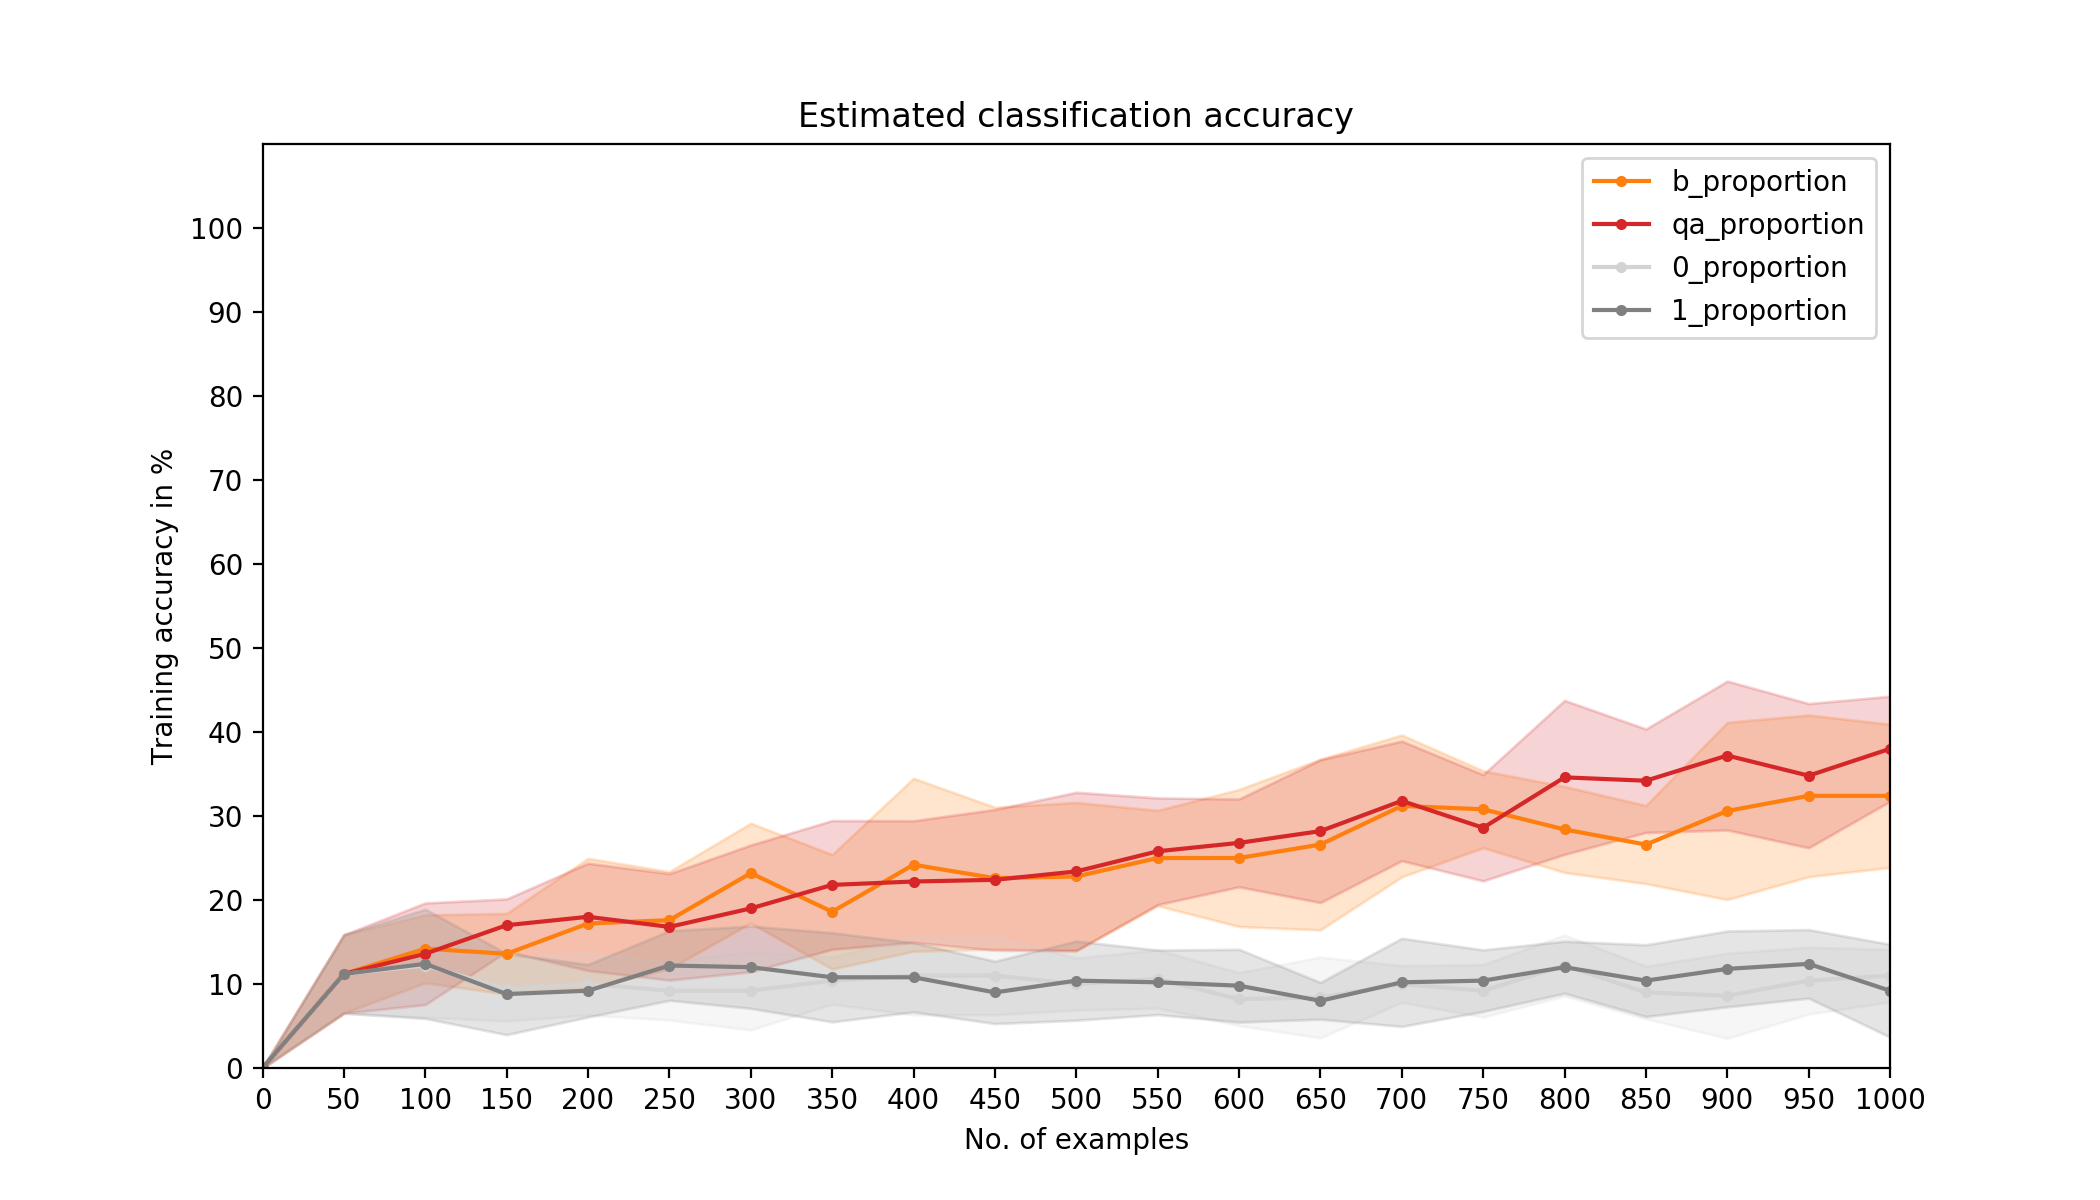 Estimated classification accuracy
b_proportion
qa_proportion
0_proportion
1_proportion
Training accuracy in %
100
90
80
70
60
50
40
30
20
10
0
0 50 100 150 200 250 300 350 400 450 500 550 600 650 700 750 800 850 900 950 1000
No. of examples